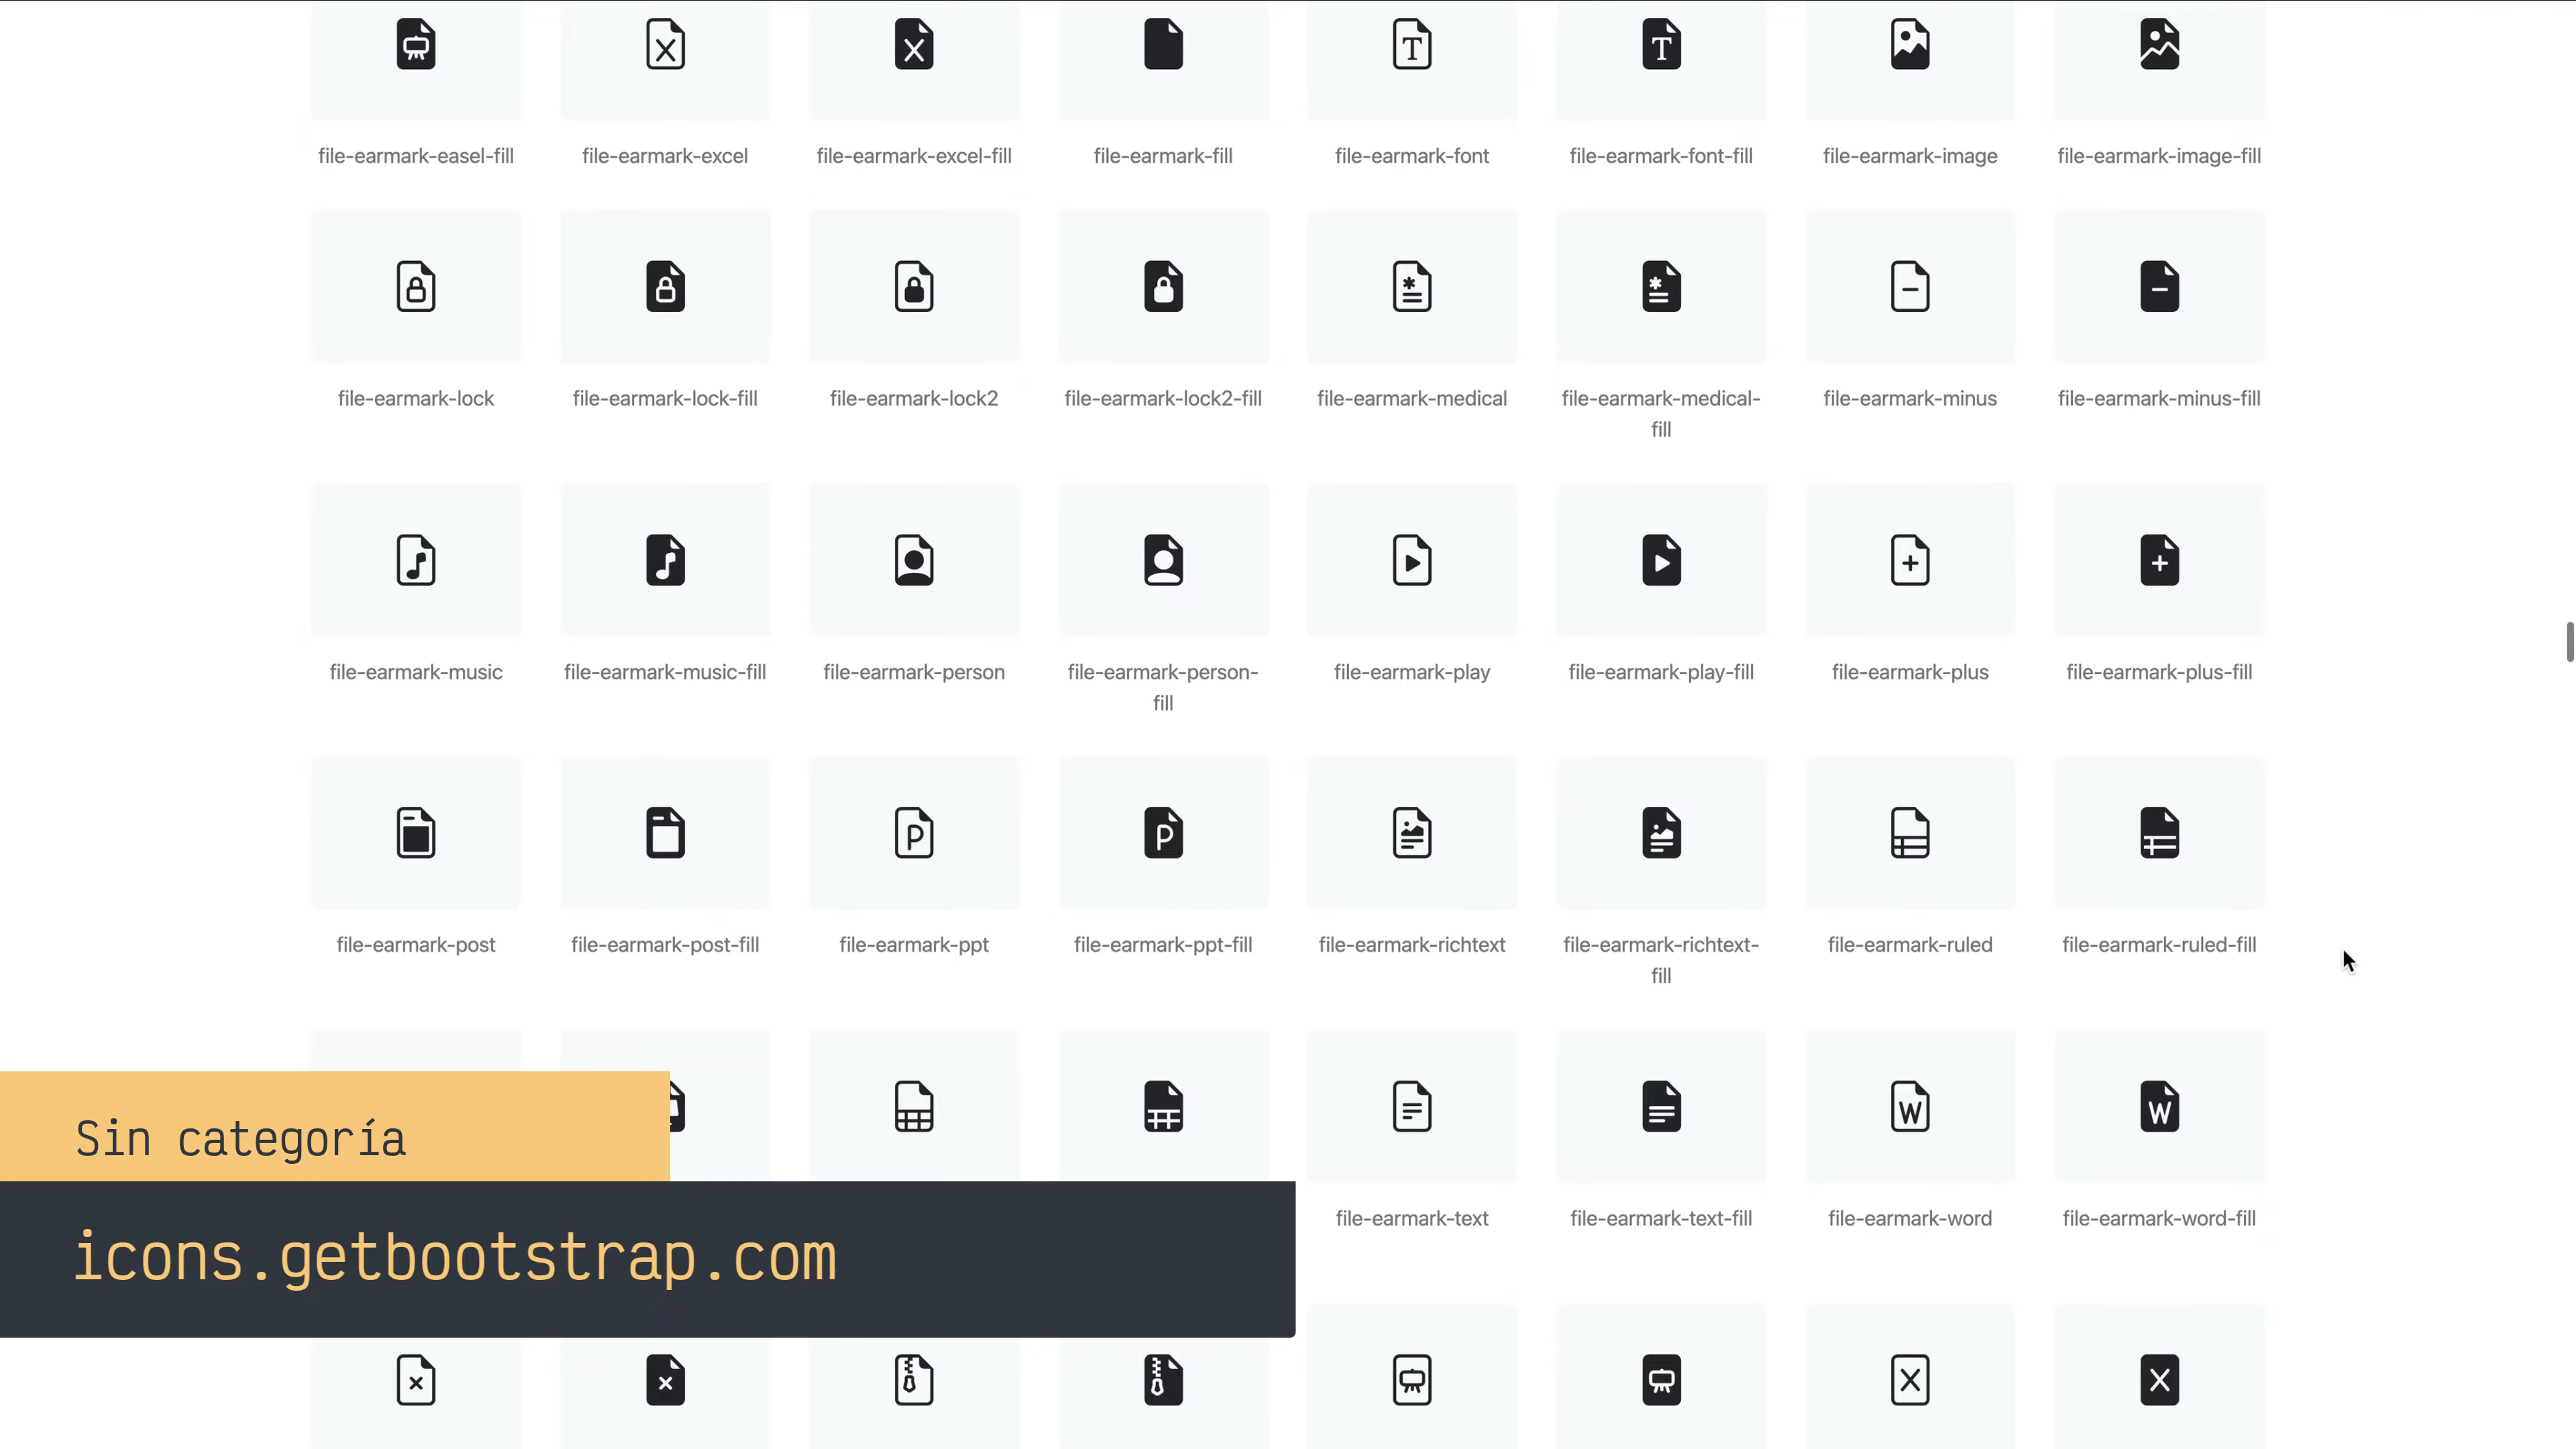 file-earmark-easel-fill
file-earmark-excel
file-earmark-excel-fill
file-earmark-fill
file-earmark-font
file-earmark-font-fill
file-earmark-image
file-earmark-image-fill
file-earmark-lock
file-earmark-lock-fill
file-earmark-lock2
file-earmark-lock2-fill
file-earmark-medical
file-earmark-medical-
fill
file-earmark-minus
file-earmark-minus-fill
file-earmark-music
file-earmark-music-fill
file-earmark-person
file-earmark-person-
fill
file-earmark-play
file-earmark-play-fill
file-earmark-plus
file-earmark-plus-fill
file-earmark-post
file-earmark-post-fill
file-earmark-ppt
file-earmark-ppt-fill
file-earmark-richtext
file-earmark-richtext-
fill
file-earmark-ruled
file-earmark-ruled-fill
Sin categoría
icons.getbootstrap.com
file-earmark-text
file-earmark-text-fill
file-earmark-word
file-earmark-word-fill